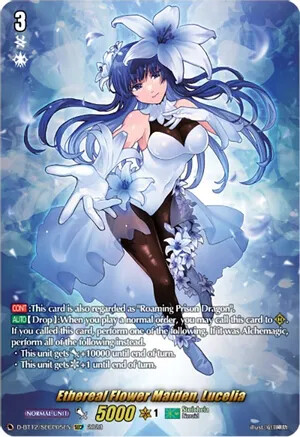 3
CONT:This card is also regarded as "Roaming Prison Dragon".
AUTO[Drop]:When you play a normal order, you may call this card to
If you called this card, perform one of the following. If it was Alchemagic,
perform all of the following instead.
・This unit gets +10000 until end of turn.
・This unit gets +1 until end of turn.
Ethereal Flower Maiden, Lucelia
NORMAL UNIT
5000
1
Stoicheia